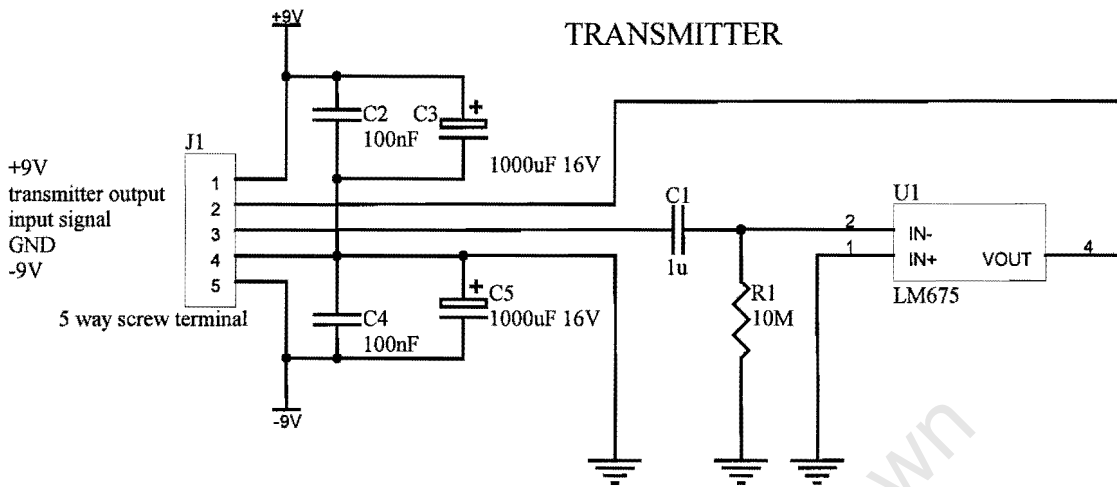 +9V
TRANSMITTER
C2
100nF
C3
+
1000uF 16V
J1
+9V
transmitter output
input signal
GND
-9V
1
2
3
4
5
5 way screw terminal
C1
1u
U1
2
IN-
1
IN+
VOUT
4
LM675
R1
10M
+
C5
1000uF 16V
C4
100nF
-9V
wn